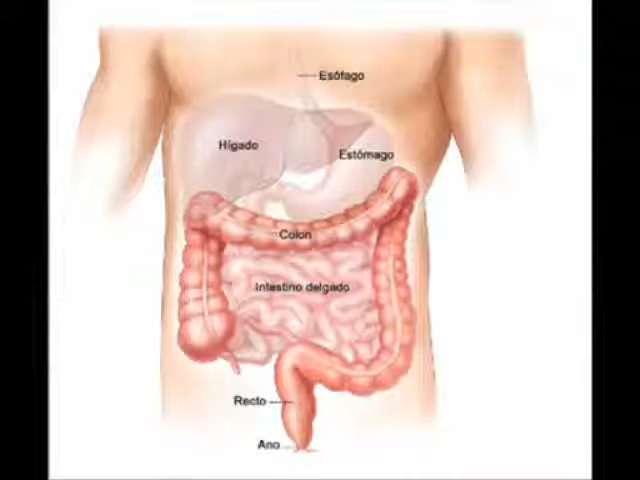 Esófago
Hígado
Estómago
Colon
Intestino delgado
Recto
Ano